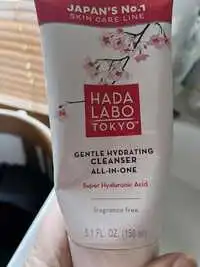 JAPAN'S No.1
SKIN CARE LINE
HADA
LABO
TOKYO™
GENTLE HYDRATING
CLEANSER
ALL-IN-ONE
Super Hyaluronic Acid
fragrance free
5.1 FL. OZ. (150 ml)